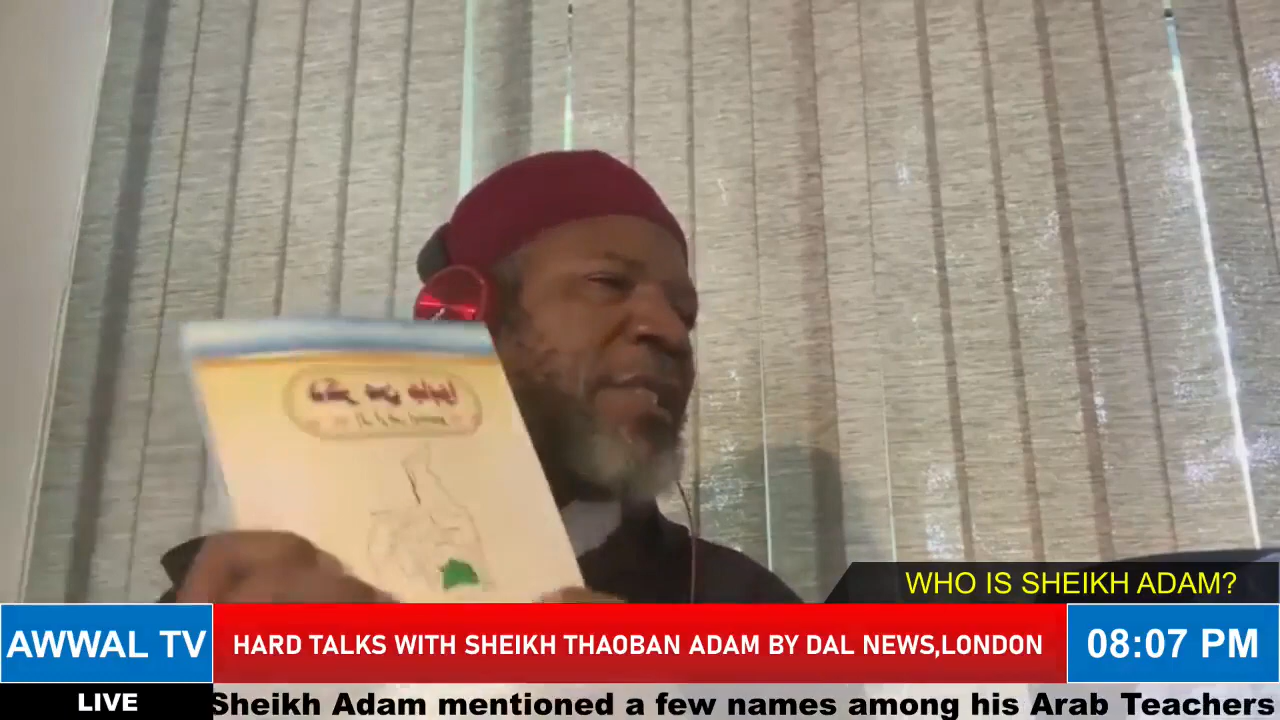 WHO IS SHEIKH ADAM?
AWWAL TV
HARD TALKS WITH SHEIKH THAOBAN ADAM BY DAL NEWS,LONDON
08:07 PM
LIVE
Sheikh Adam mentioned a few names among his Arab Teachers